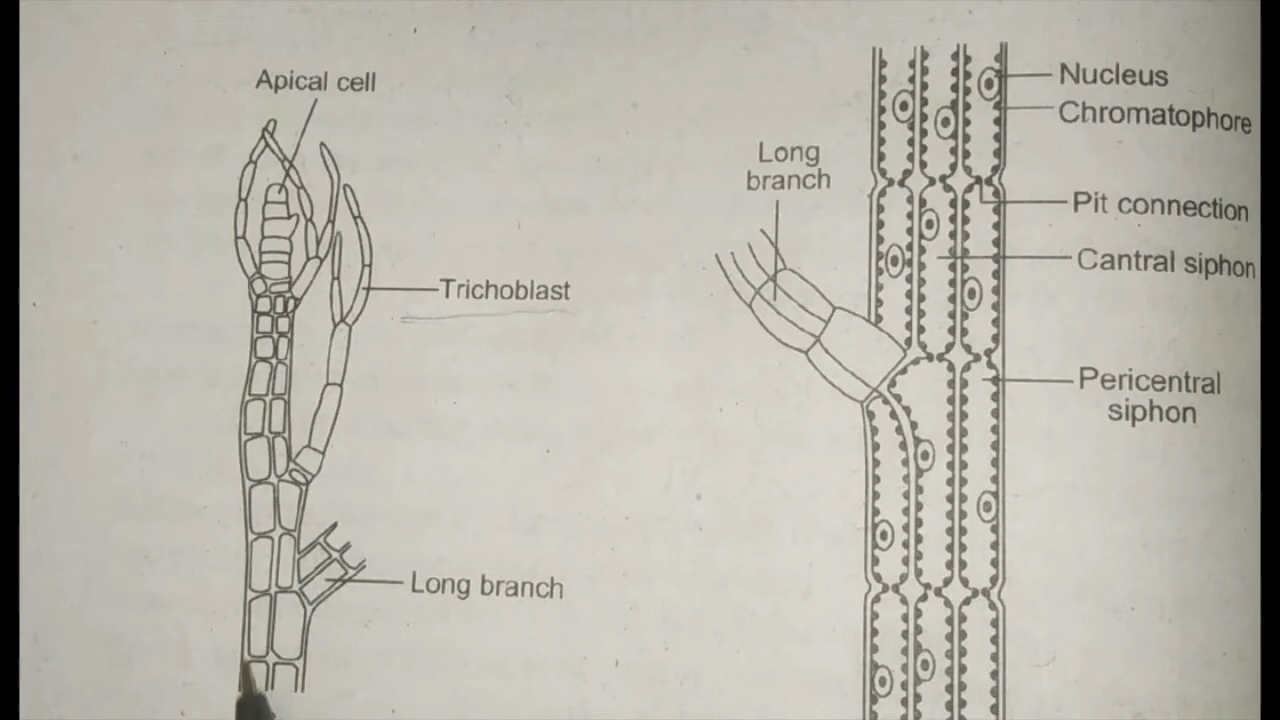 Apical cell
Trichoblast
Long branch
Long
branch
Nucleus
Chromatophore
Pit connection
Cantral siphon
Pericentral
siphon